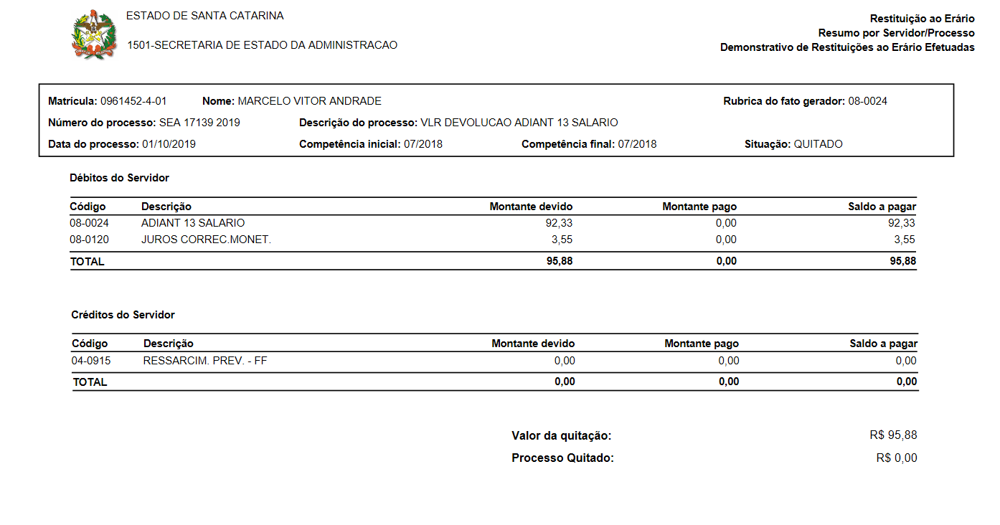 ESTADO DE SANTA CATARINA
1501-SECRETARIA DE ESTADO DA ADMINISTRACAO
Restituição ao Erário
Resumo por Servidor/Processo
Demonstrativo de Restituições ao Erário Efetuadas
Matrícula: 0961452-4-01 Nome: MARCELO VITOR ANDRADE Rubrica do fato gerador: 08-0024
Número do processo: SEA 17139 2019 Descrição do processo: VLR DEVOLUCAO ADIANT 13 SALARIO
Data do processo: 01/10/2019 Competência inicial: 07/2018 Competência final: 07/2018 Situação: QUITADO
Débitos do Servidor
Código Descrição Montante devido Montante pago Saldo a pagar
08-0024 ADIANT 13 SALARIO 92,33 0,00 92,33
08-0120 JUROS CORREC.MONET. 3,55 0,00 3,55
TOTAL 95,88 0,00 95,88
Créditos do Servidor
Código Descrição Montante devido Montante pago Saldo a pagar
04-0915 RESSARCIM. PREV. - FF 0,00 0,00 0,00
TOTAL 0,00 0,00 0,00
Valor da quitação: R$ 95,88
Processo Quitado: R$ 0,00